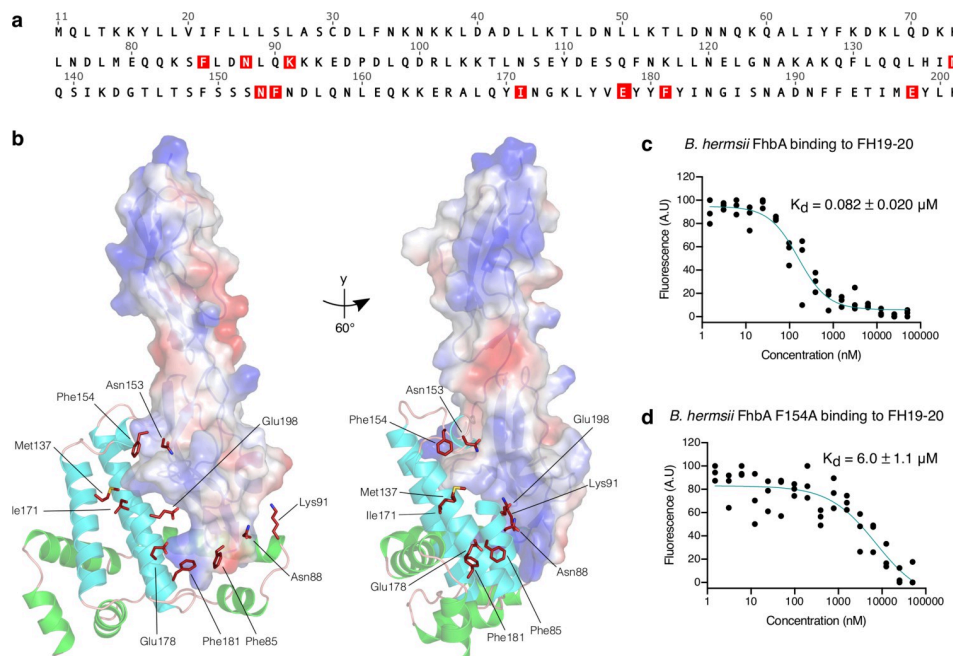 a
11 20 30 40 50 60 70
M Q L T K K Y L L V I F L L L S L A S C D L F N K N K K L D A D L L K T L D N L L K T L D N N Q K Q A L I Y F K D K L Q D K
80 90 100 110 120 130
L N D L M E Q Q K S F L D N L Q K K K E D P D L Q D R L K K T L N S E Y D E S Q F N K L L N E L G N A K A K Q F L Q Q L H I
140 150 160 170 180 190 200
Q S I K D G T L T S F S S S N F N D L Q N L E Q K K E R A L Q Y I N G K L Y V E Y Y F Y I N G I S N A D N F F E T I M E Y L
b
Asn153
Phe154
Glu198
Met137
Ile171
Lys91
Asn88
Glu178
Phe181
Phe85
y
60°
Asn153
Phe154
Glu198
Lys91
Met137
Ile171
Asn88
Glu178
Phe85
Phe181
c
B. hermsii FhbA binding to FH19-20
Kd = 0.082 ± 0.020 µM
Fluorescence (A.U)
120
100
80
60
40
20
0
1 10 100 1000 10000 100000
Concentration (nM)
d
B. hermsii FhbA F154A binding to FH19-20
Kd = 6.0 ± 1.1 µM
Fluorescence (A.U)
120
100
80
60
40
20
0
1 10 100 1000 10000 100000
Concentration (nM)